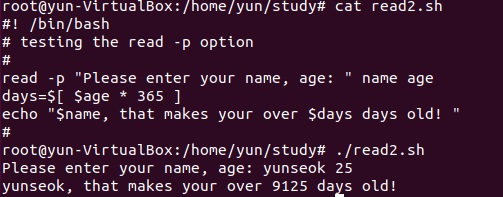 root@yun-VirtualBox:/home/yun/study# cat read2.sh
#! /bin/bash
# testing the read -p option
#
read -p "Please enter your name, age: " name age
days=$[ $age * 365 ]
echo "$name, that makes your over $days days old! "
#
root@yun-VirtualBox:/home/yun/study# ./read2.sh
Please enter your name, age: yunseok 25
yunseok, that makes your over 9125 days old!